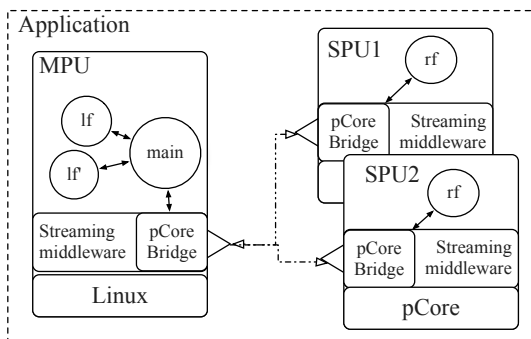 Application
MPU
lf
lf'
main
Streaming
middleware
pCore
Bridge
Linux
SPU1
rf
pCore
Bridge
Streaming
middleware
SPU2
rf
pCore
Bridge
Streaming
middleware
pCore